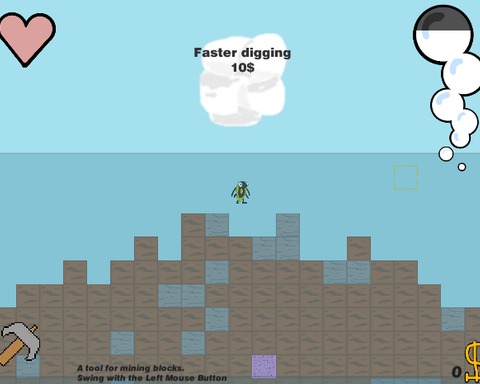 Faster digging
10$
A tool for mining blocks.
Swing with the Left Mouse Button
0$